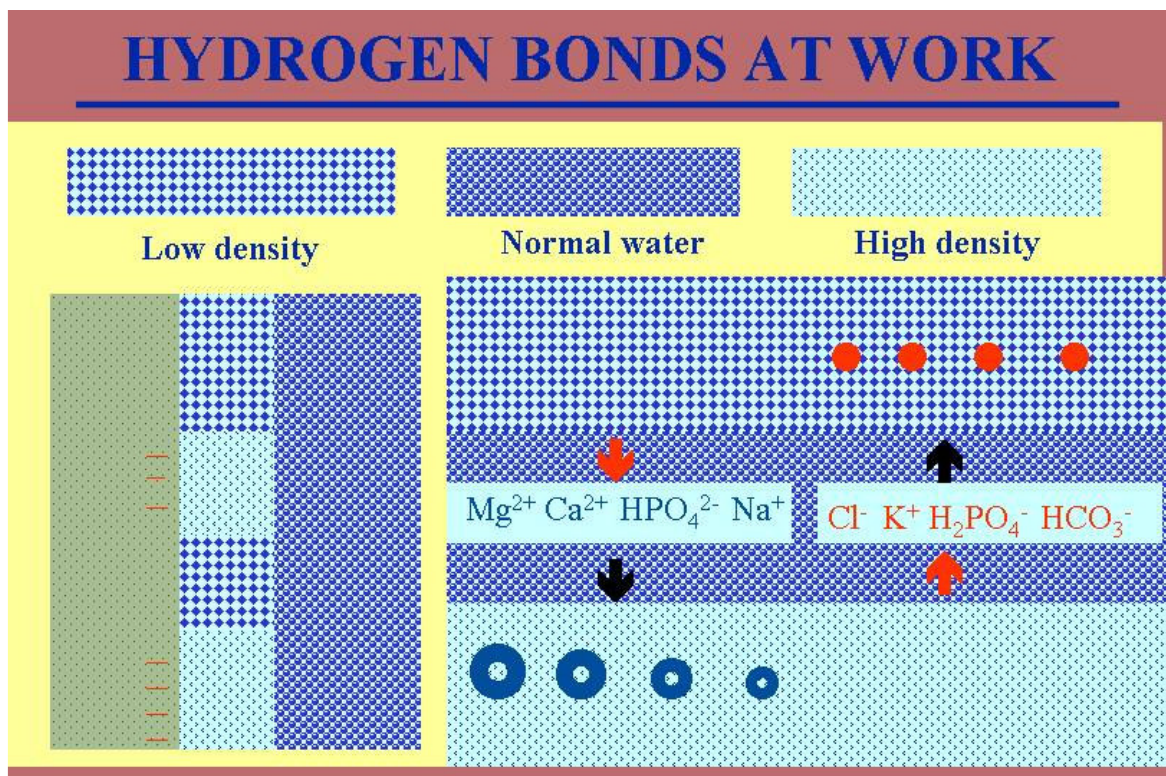 HYDROGEN BONDS AT WORK
Low density
Normal water
High density
Mg²⁺ Ca²⁺ HPO₄²⁻ Na⁺
Cl⁻ K⁺ H₂PO₄⁻ HCO₃⁻